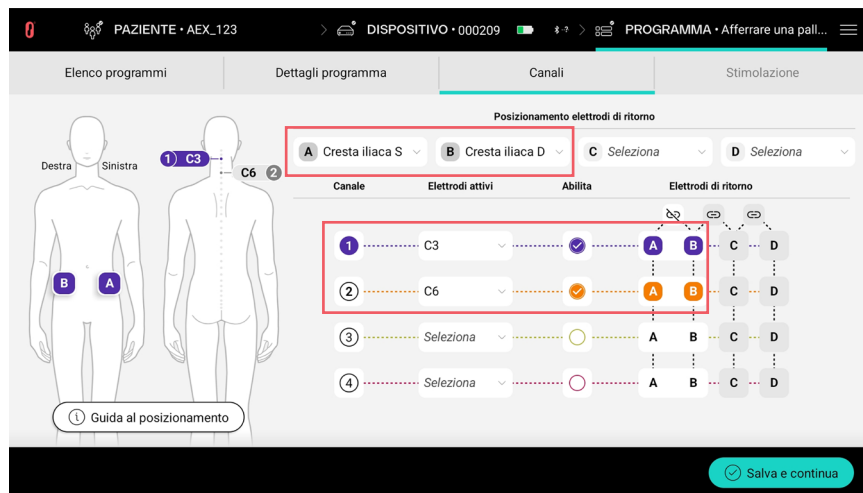 PAZIENTE • AEX_123 > DISPOSITIVO • 000209 > PROGRAMMA • Afferrare una pall...
Elenco programmi Dettagli programma Canali Stimolazione
Posizionamento elettrodi di ritorno
A Cresta iliaca S B Cresta iliaca D C Seleziona D Seleziona
Destra Sinistra 1 C3
C6 2
Canale Elettrodi attivi Abilita Elettrodi di ritorno
1 C3 A B C D
B A
2 C6 A B C D
3 Seleziona A B C D
4 Seleziona A B C D
Guida al posizionamento
Salva e continua